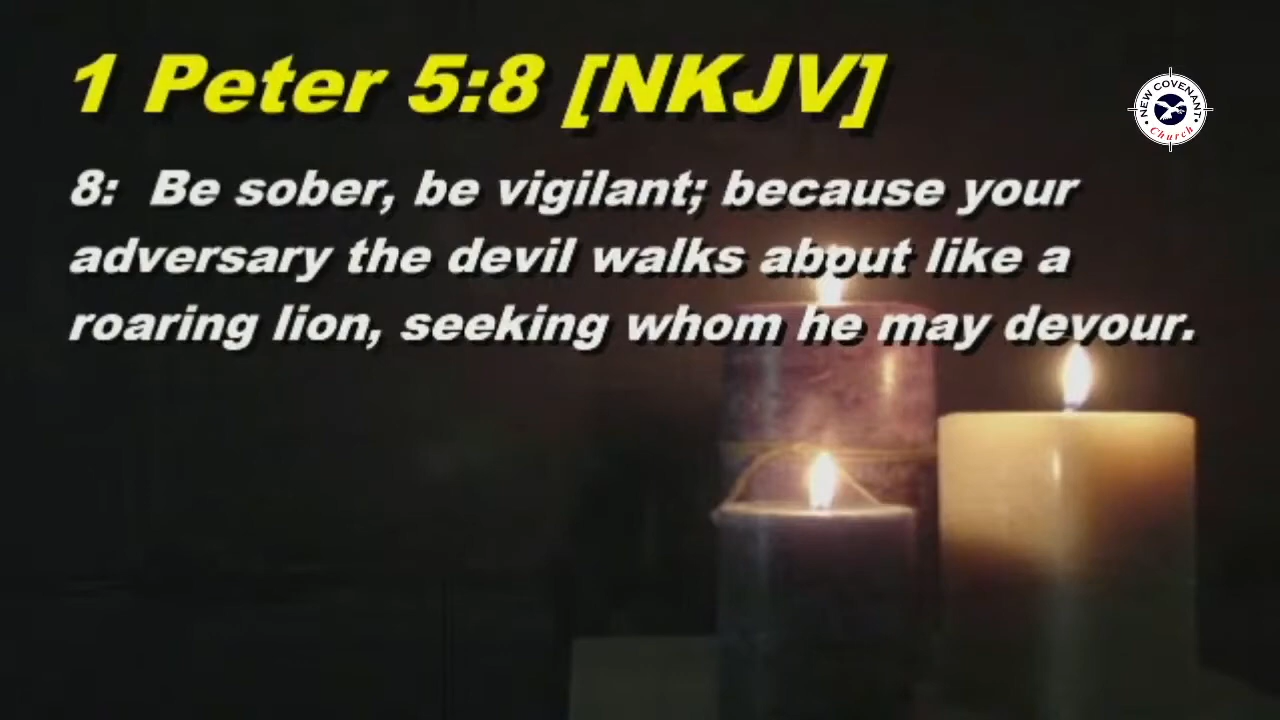 1 Peter 5:8 [NKJV]
NEW COVENANT
Church
8: Be sober, be vigilant; because your
adversary the devil walks about like a
roaring lion, seeking whom he may devour.